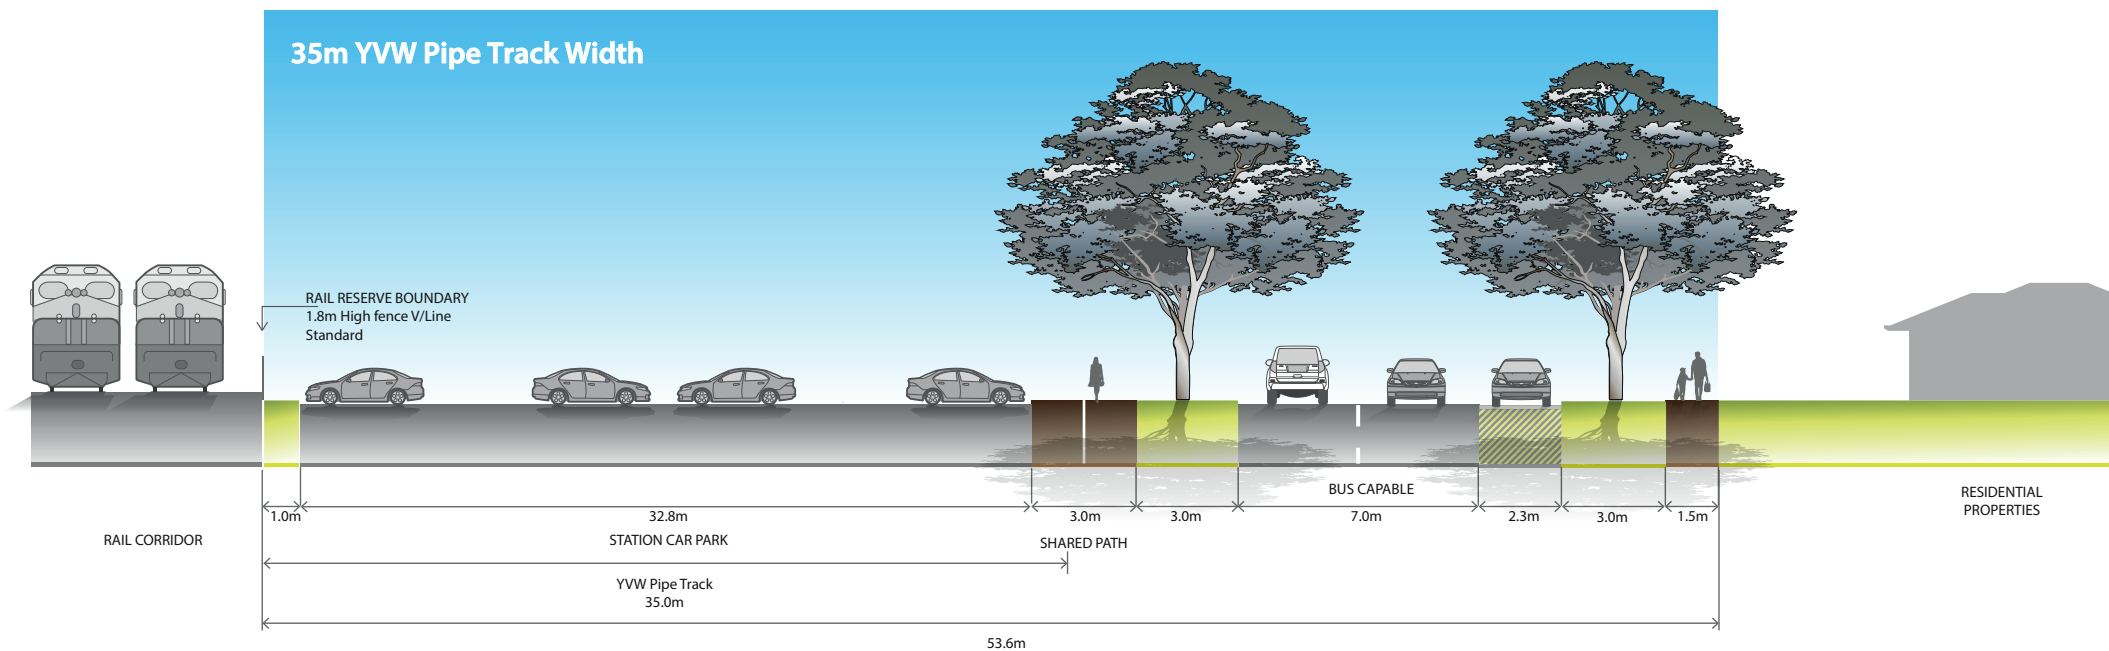 35m YVW Pipe Track Width
RAIL RESERVE BOUNDARY
1.8m High fence V/Line
Standard
BUS CAPABLE
1.0m
32.8m
3.0m
3.0m
7.0m
2.3m
3.0m
1.5m
RESIDENTIAL
PROPERTIES
RAIL CORRIDOR
STATION CAR PARK
SHARED PATH
YVW Pipe Track
35.0m
53.6m